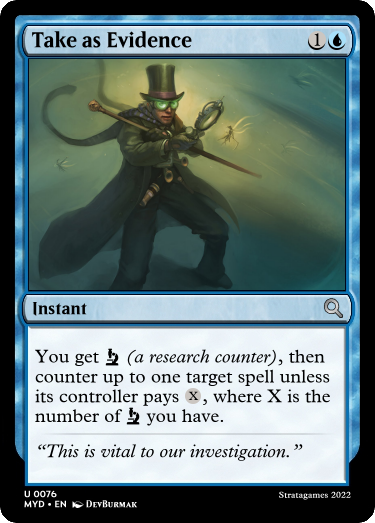 Take as Evidence 1
Instant
You get (a research counter), then
counter up to one target spell unless
its controller pays X, where X is the
number of you have.
“This is vital to our investigation.”
U 0076 Stratagames 2022
MYD • EN DevBurmak